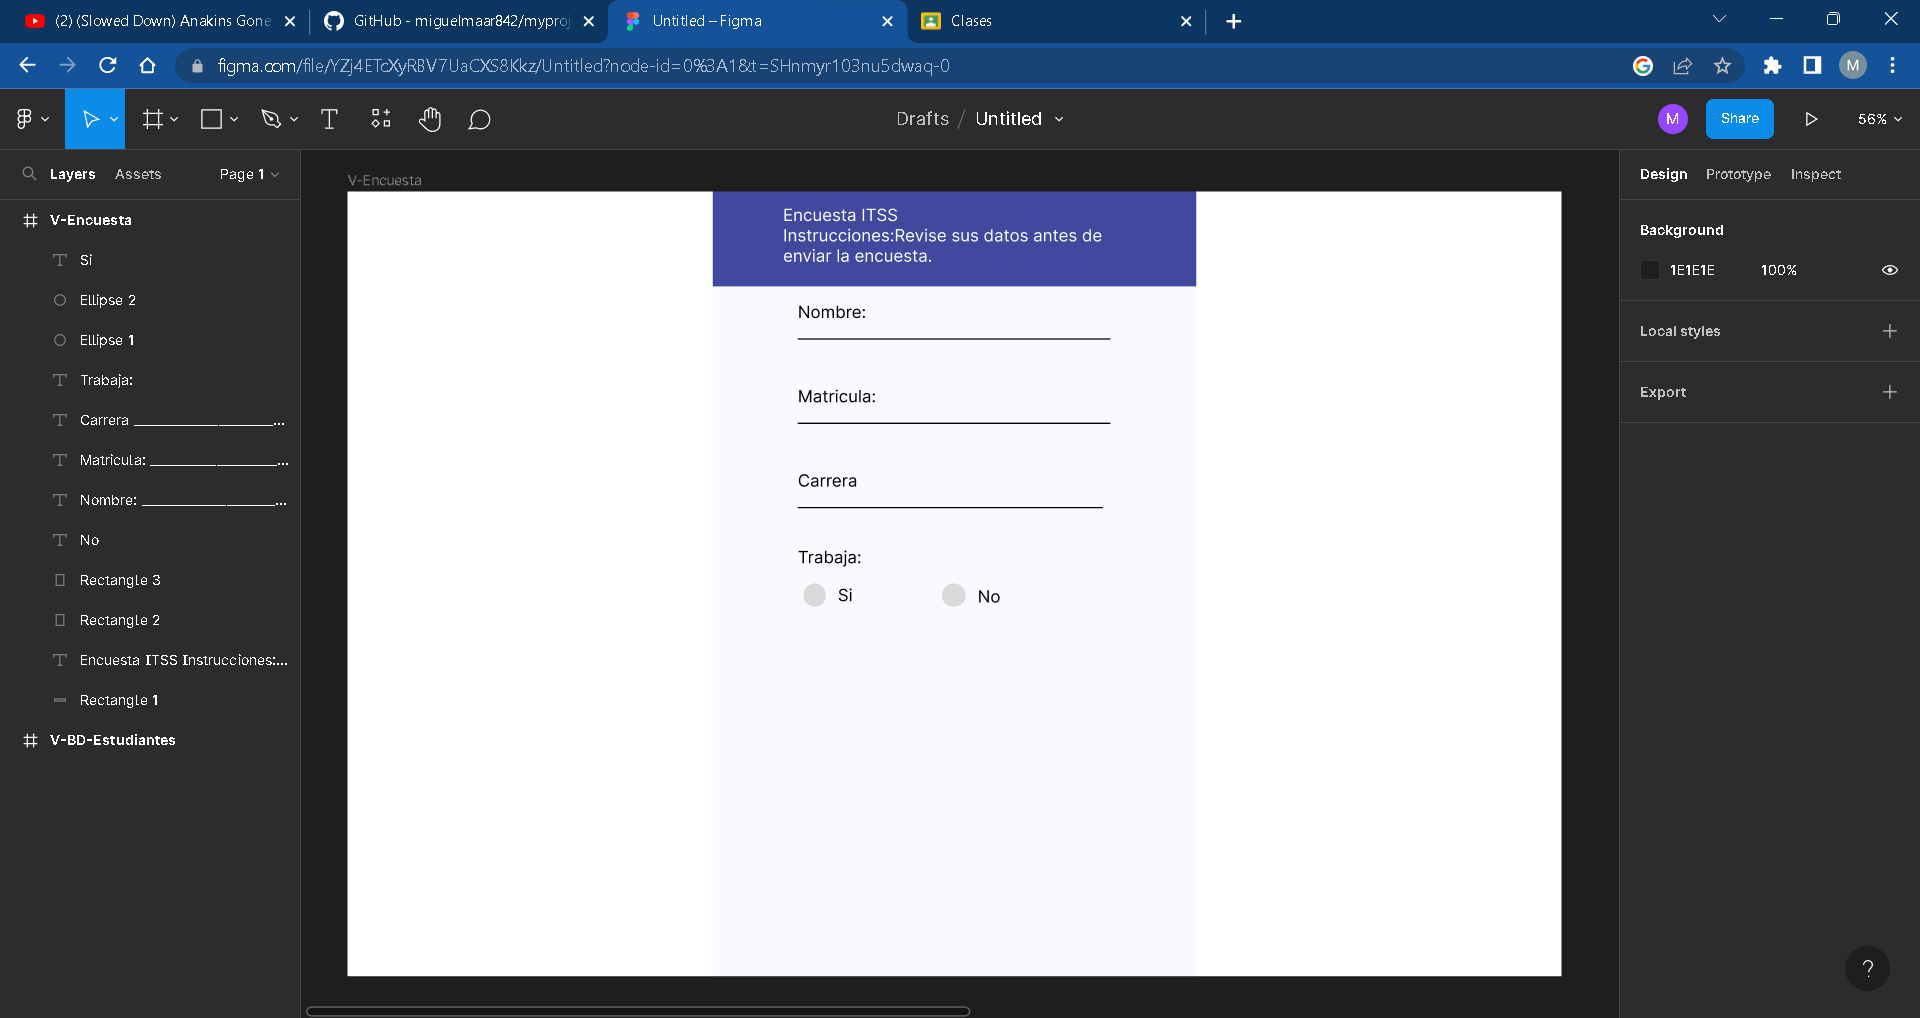 (2) (Slowed Down) Anakins Gone
GitHub - miguelmaar842/myproj
Untitled – Figma
Clases
figma.com/file/YZj4ETcXyRBV7UaCXS8Kkz/Untitled?node-id=0%3A1&t=SHnmyr103nu5dwaq-0
M
Drafts / Untitled
M
Share
56%
Layers
Assets
Page 1
V-Encuesta
Si
Ellipse 2
Ellipse 1
Trabaja:
Carrera ____________________...
Matricula: __________________...
Nombre: ____________________...
No
Rectangle 3
Rectangle 2
Encuesta ITSS Instrucciones:...
Rectangle 1
V-BD-Estudiantes
V-Encuesta
Encuesta ITSS
Instrucciones:Revise sus datos antes de
enviar la encuesta.
Nombre:
Matricula:
Carrera
Trabaja:
Si
No
Design
Prototype
Inspect
Background
1E1E1E
100%
Local styles
Export
?